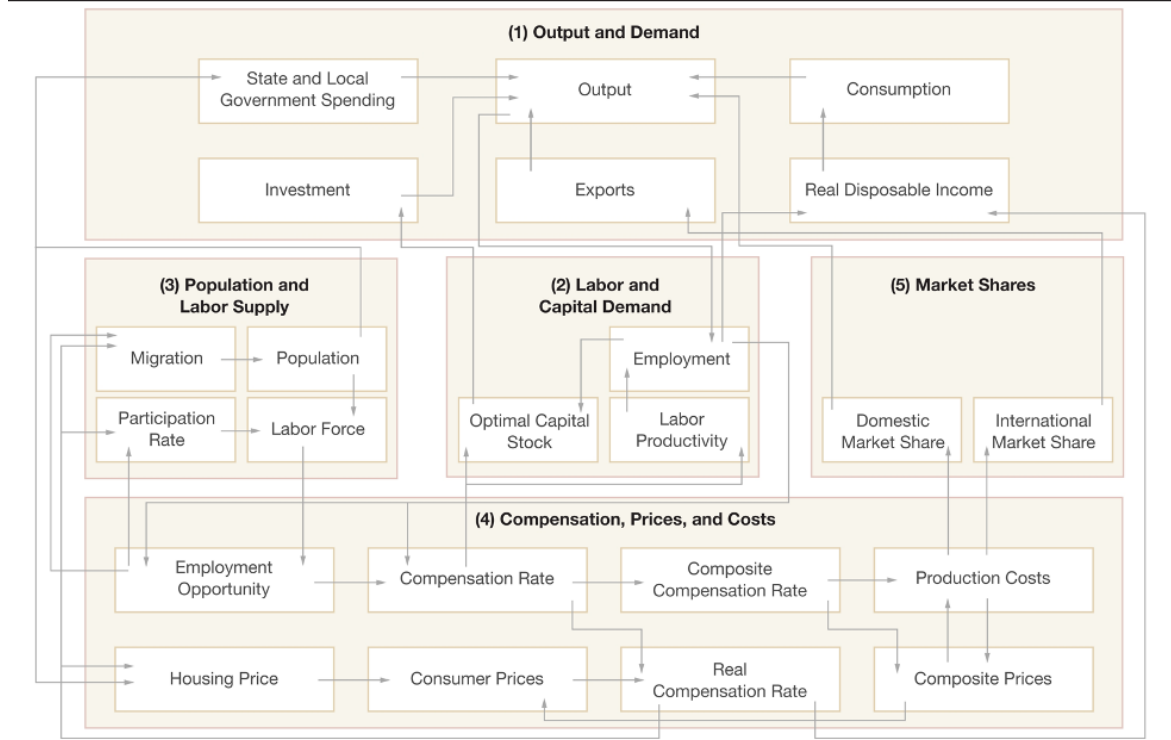 (1) Output and Demand
State and Local
Government Spending
Output
Consumption
Investment
Exports
Real Disposable Income
(3) Population and
Labor Supply
Migration
Population
Participation
Rate
Labor Force
(2) Labor and
Capital Demand
Employment
Optimal Capital
Stock
Labor
Productivity
(5) Market Shares
Domestic
Market Share
International
Market Share
(4) Compensation, Prices, and Costs
Employment
Opportunity
Compensation Rate
Composite
Compensation Rate
Production Costs
Housing Price
Consumer Prices
Real
Compensation Rate
Composite Prices